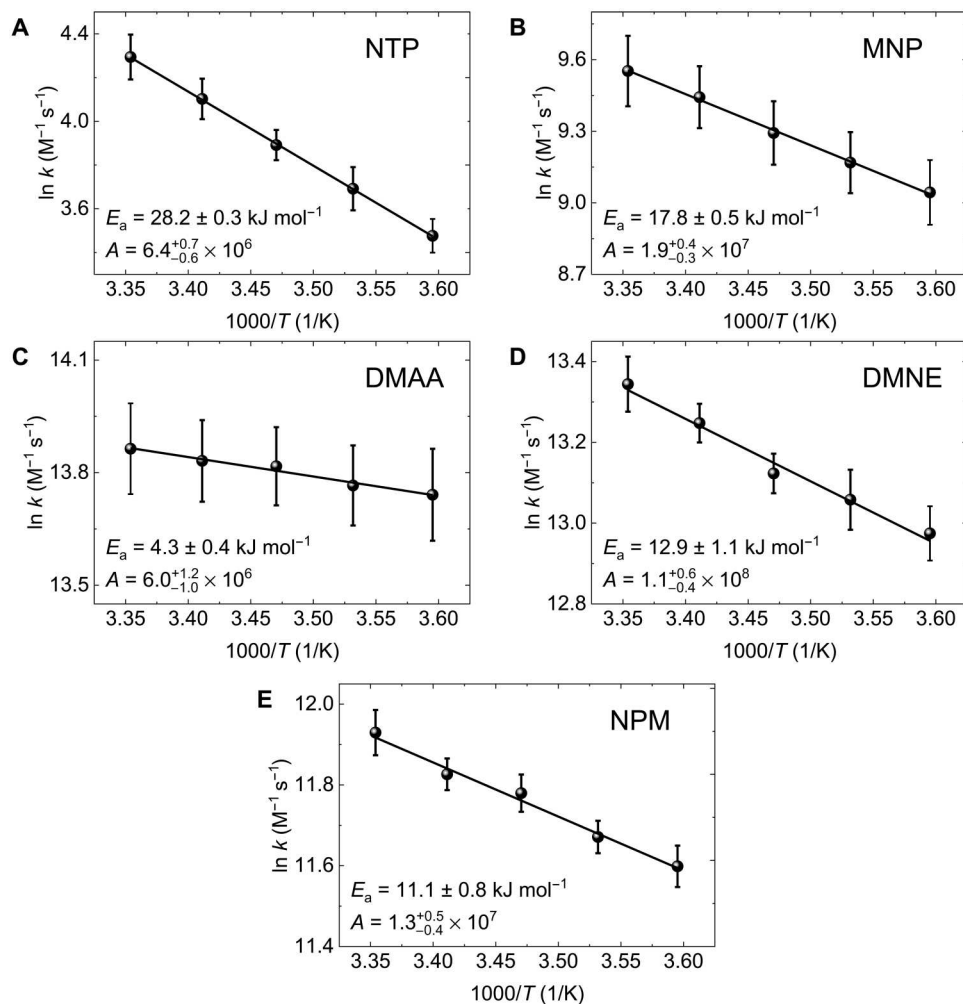 A
NTP
4.4
4.0
3.6
ln k (M⁻¹ s⁻¹)
Eₐ = 28.2 ± 0.3 kJ mol⁻¹
A = 6.4 +0.7 −0.6 × 10⁶
3.35 3.40 3.45 3.50 3.55 3.60
1000/T (1/K)
B
MNP
9.6
9.3
9.0
8.7
ln k (M⁻¹ s⁻¹)
Eₐ = 17.8 ± 0.5 kJ mol⁻¹
A = 1.9 +0.4 −0.3 × 10⁷
3.35 3.40 3.45 3.50 3.55 3.60
1000/T (1/K)
C
DMAA
14.1
13.8
13.5
ln k (M⁻¹ s⁻¹)
Eₐ = 4.3 ± 0.4 kJ mol⁻¹
A = 6.0 +1.2 −1.0 × 10⁶
3.35 3.40 3.45 3.50 3.55 3.60
1000/T (1/K)
D
DMNE
13.4
13.2
13.0
12.8
ln k (M⁻¹ s⁻¹)
Eₐ = 12.9 ± 1.1 kJ mol⁻¹
A = 1.1 +0.6 −0.4 × 10⁸
3.35 3.40 3.45 3.50 3.55 3.60
1000/T (1/K)
E
NPM
12.0
11.8
11.6
11.4
ln k (M⁻¹ s⁻¹)
Eₐ = 11.1 ± 0.8 kJ mol⁻¹
A = 1.3 +0.5 −0.4 × 10⁷
3.35 3.40 3.45 3.50 3.55 3.60
1000/T (1/K)